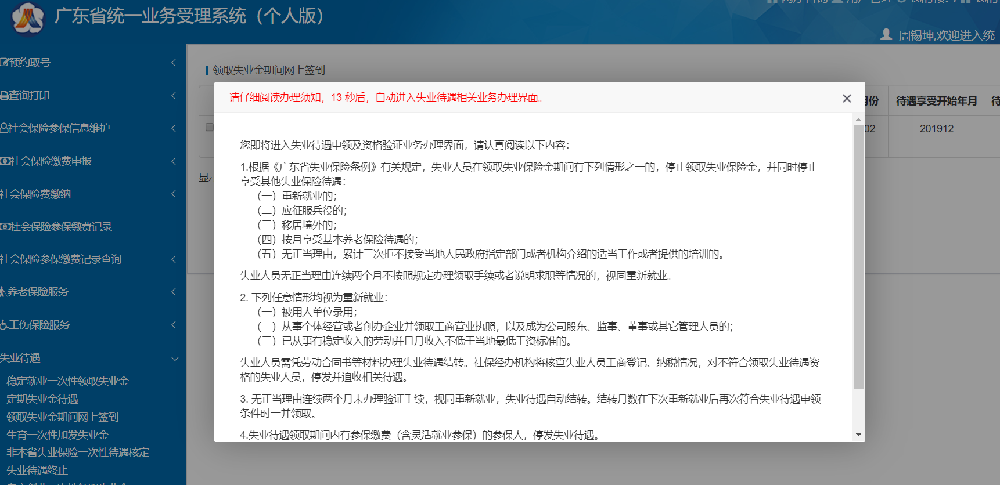 广东省统一业务受理系统（个人版）
周锡坤,欢迎进入统一
预约取号
查询打印
社会保险参保信息维护
社会保险缴费申报
社会保险费缴纳
社会保险参保缴费记录
社会保险参保缴费记录查询
养老保险服务
工伤保险服务
失业待遇
稳定就业一次性领取失业金
定期失业金待遇
领取失业金期间网上签到
生育一次性加发失业金
非本省失业保险一次性待遇核定
失业待遇终止
领取失业金期间网上签到
月份 待遇享受开始年月 待
02 201912
显示
请仔细阅读办理须知，13 秒后，自动进入失业待遇相关业务办理界面。
您即将进入失业待遇申领及资格验证业务办理界面，请认真阅读以下内容：
1.根据《广东省失业保险条例》有关规定，失业人员在领取失业保险金期间有下列情形之一的，停止领取失业保险金，并同时停止
享受其他失业保险待遇：
（一）重新就业的；
（二）应征服兵役的；
（三）移居境外的；
（四）按月享受基本养老保险待遇的；
（五）无正当理由，累计三次拒不接受当地人民政府指定部门或者机构介绍的适当工作或者提供的培训的。
失业人员无正当理由连续两个月不按照规定办理领取手续或者说明求职等情况的，视同重新就业。
2. 下列任意情形均视为重新就业：
（一）被用人单位录用；
（二）从事个体经营或者创办企业并领取工商营业执照，以及成为公司股东、监事、董事或其它管理人员的；
（三）已从事有稳定收入的劳动并且月收入不低于当地最低工资标准的。
失业人员需凭劳动合同书等材料办理失业待遇结转。社保经办机构将核查失业人员工商登记、纳税情况，对不符合领取失业待遇资
格的失业人员，停发并追收相关待遇。
3. 无正当理由连续两个月未办理验证手续，视同重新就业，失业待遇自动结转。结转月数在下次重新就业后再次符合失业待遇申领
条件时一并领取。
4.失业待遇领取期间内有参保缴费（含灵活就业参保）的参保人，停发失业待遇。